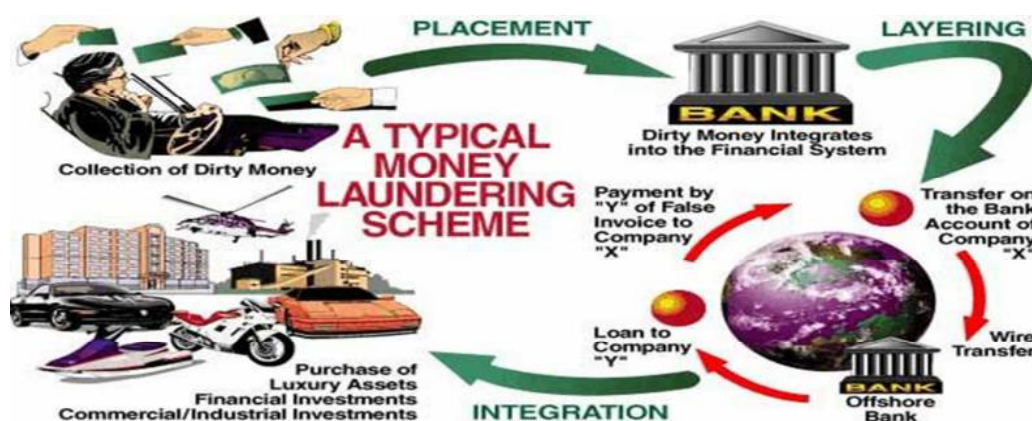 PLACEMENT
LAYERING
BANK
Dirty Money Integrates
into the Financial System
Collection of Dirty Money
A TYPICAL
MONEY
LAUNDERING
SCHEME
Payment by
"Y" of False
Invoice to
Company
"X"
Transfer on
the Bank
Account of
Company
"X"
Wire
Transfer
Loan to
Company
"Y"
BANK
Offshore
Bank
Purchase of
Luxury Assets
Financial Investments
Commercial/Industrial Investments
INTEGRATION